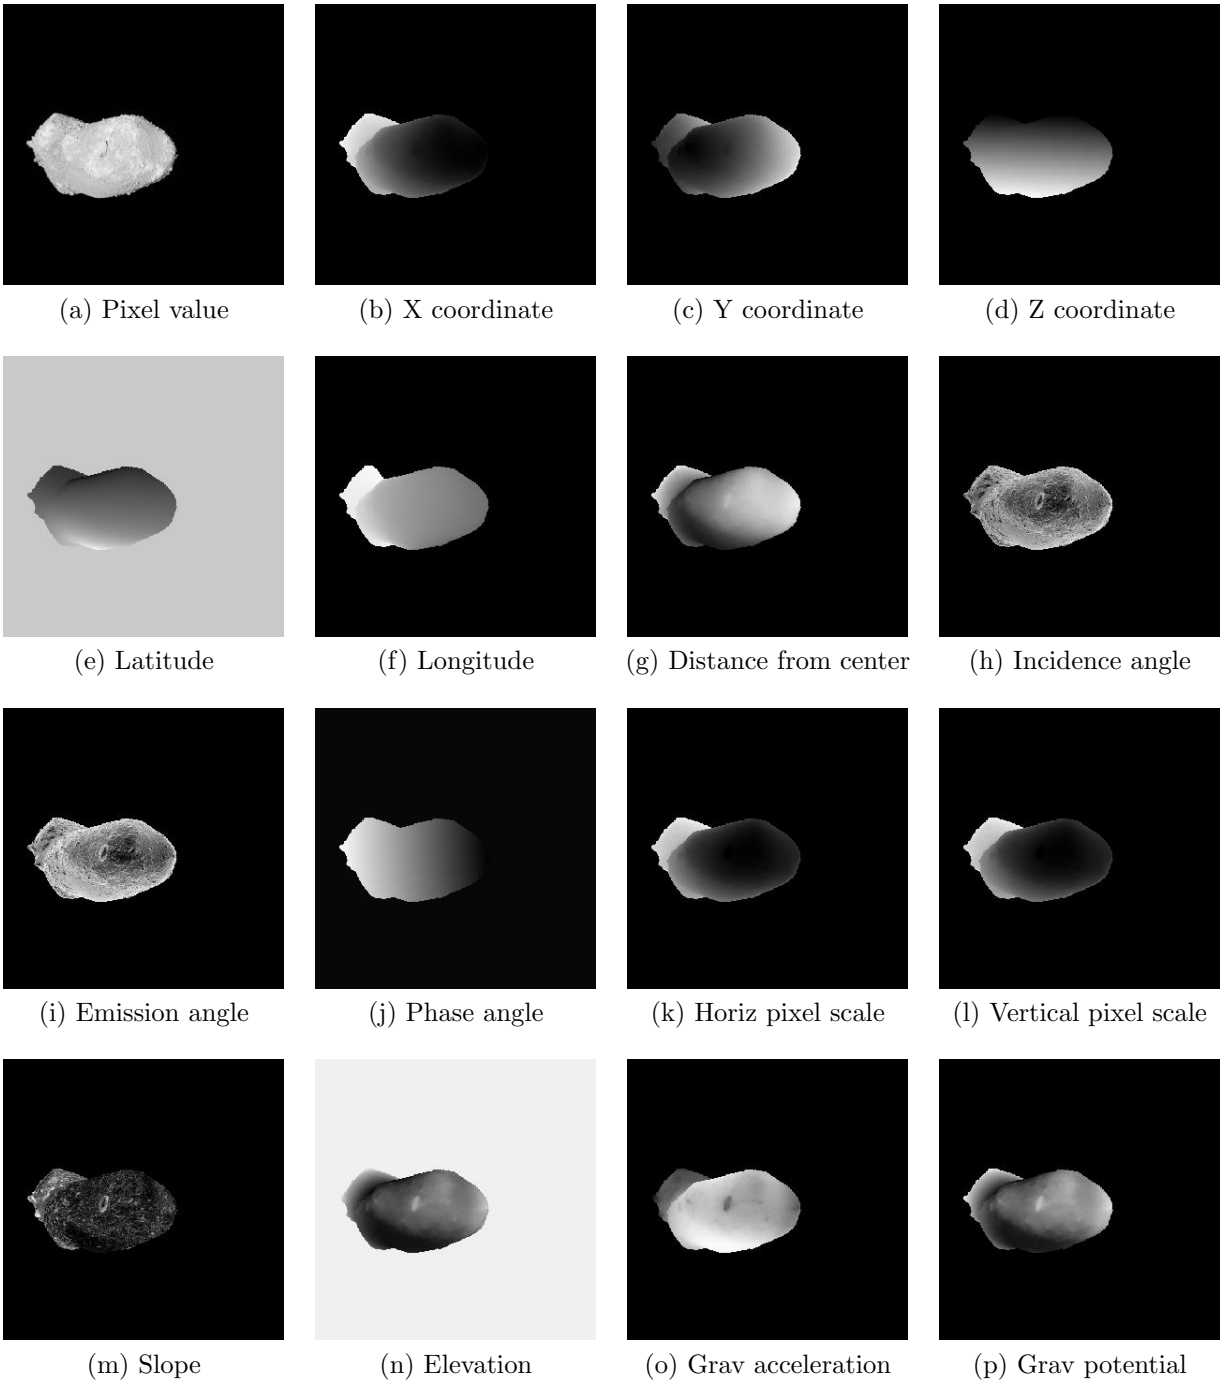 (a) Pixel value
(b) X coordinate
(c) Y coordinate
(d) Z coordinate
(e) Latitude
(f) Longitude
(g) Distance from center
(h) Incidence angle
(i) Emission angle
(j) Phase angle
(k) Horiz pixel scale
(l) Vertical pixel scale
(m) Slope
(n) Elevation
(o) Grav acceleration
(p) Grav potential